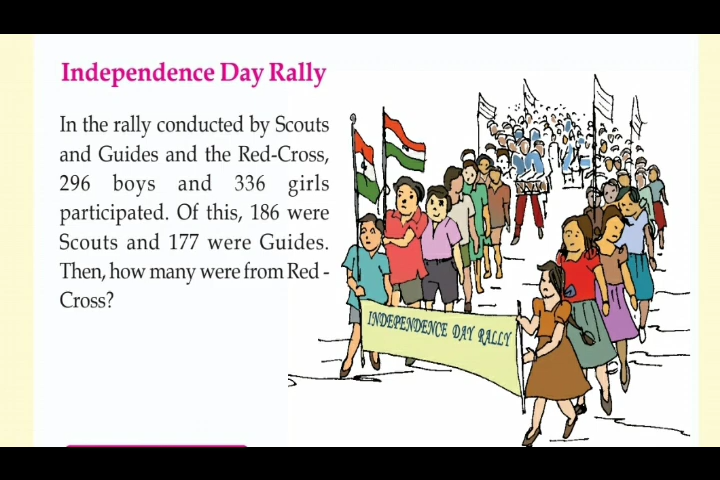 Independence Day Rally
In the rally conducted by Scouts
and Guides and the Red-Cross,
296 boys and 336 girls
participated. Of this, 186 were
Scouts and 177 were Guides.
Then, how many were from Red -
Cross?
INDEPENDENCE DAY RALLY